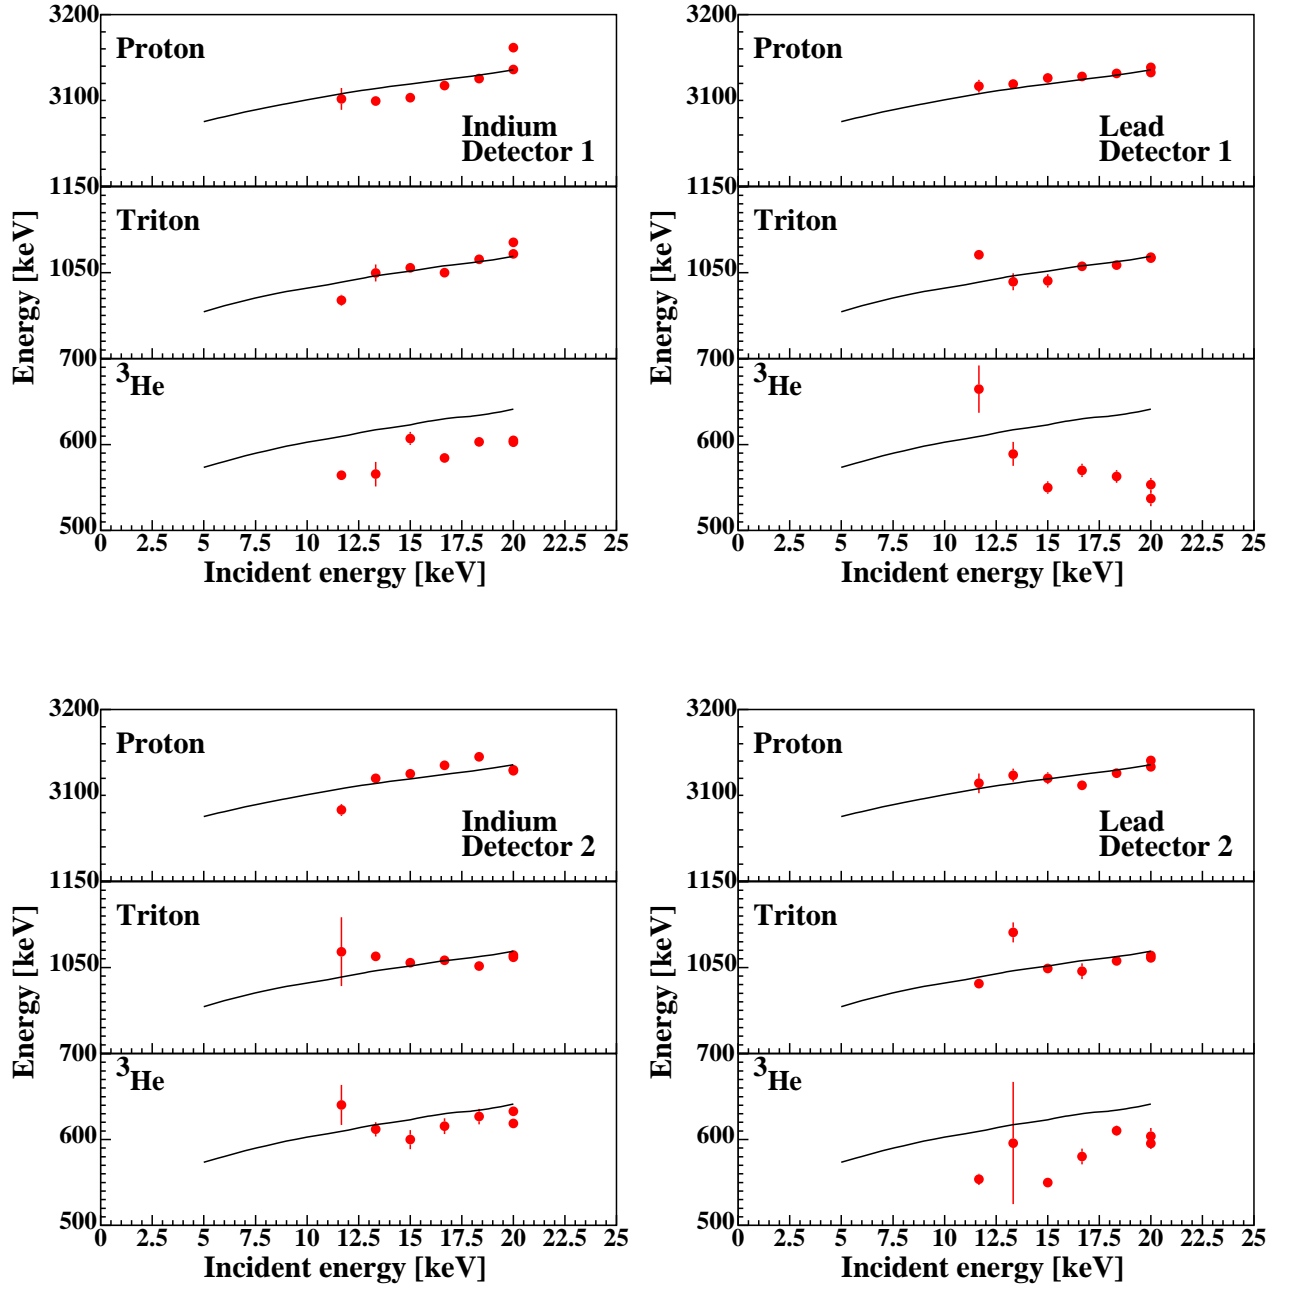 3200
Proton
3100
Indium
Detector 1
1150
Triton
1050
700
³He
600
500
0 2.5 5 7.5 10 12.5 15 17.5 20 22.5 25
Incident energy [keV]
Energy [keV]
3200
Proton
3100
Lead
Detector 1
1150
Triton
1050
700
³He
600
500
0 2.5 5 7.5 10 12.5 15 17.5 20 22.5 25
Incident energy [keV]
Energy [keV]
3200
Proton
3100
Indium
Detector 2
1150
Triton
1050
700
³He
600
500
0 2.5 5 7.5 10 12.5 15 17.5 20 22.5 25
Incident energy [keV]
Energy [keV]
3200
Proton
3100
Lead
Detector 2
1150
Triton
1050
700
³He
600
500
0 2.5 5 7.5 10 12.5 15 17.5 20 22.5 25
Incident energy [keV]
Energy [keV]